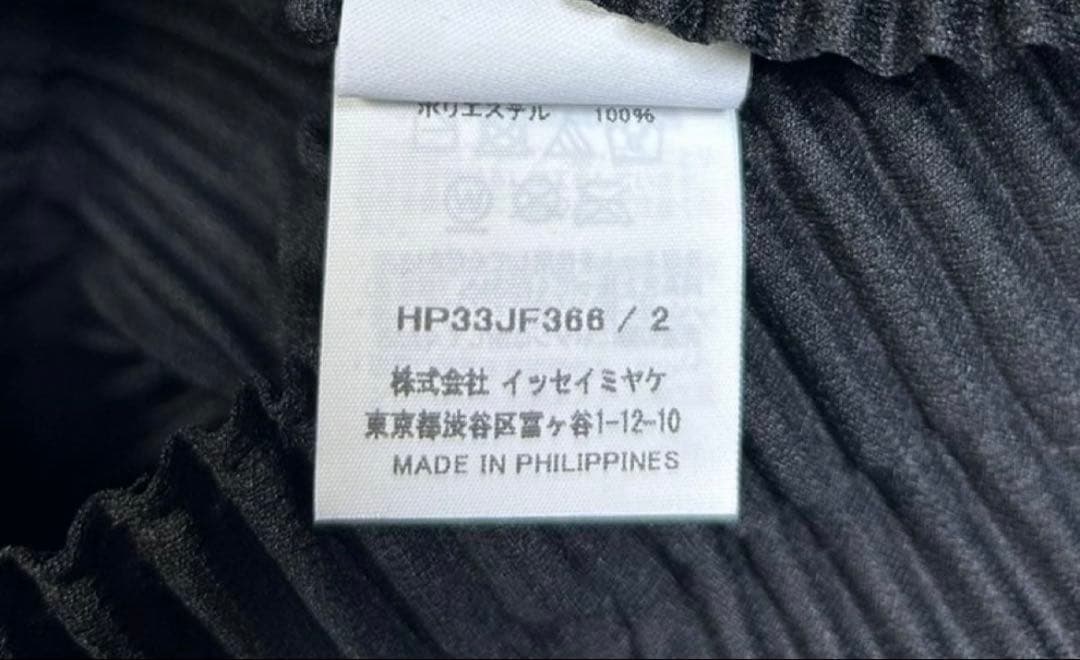 ポリエステル 100%
HP33JF366 / 2
株式会社 イッセイミヤケ
東京都渋谷区富ヶ谷1-12-10
MADE IN PHILIPPINES